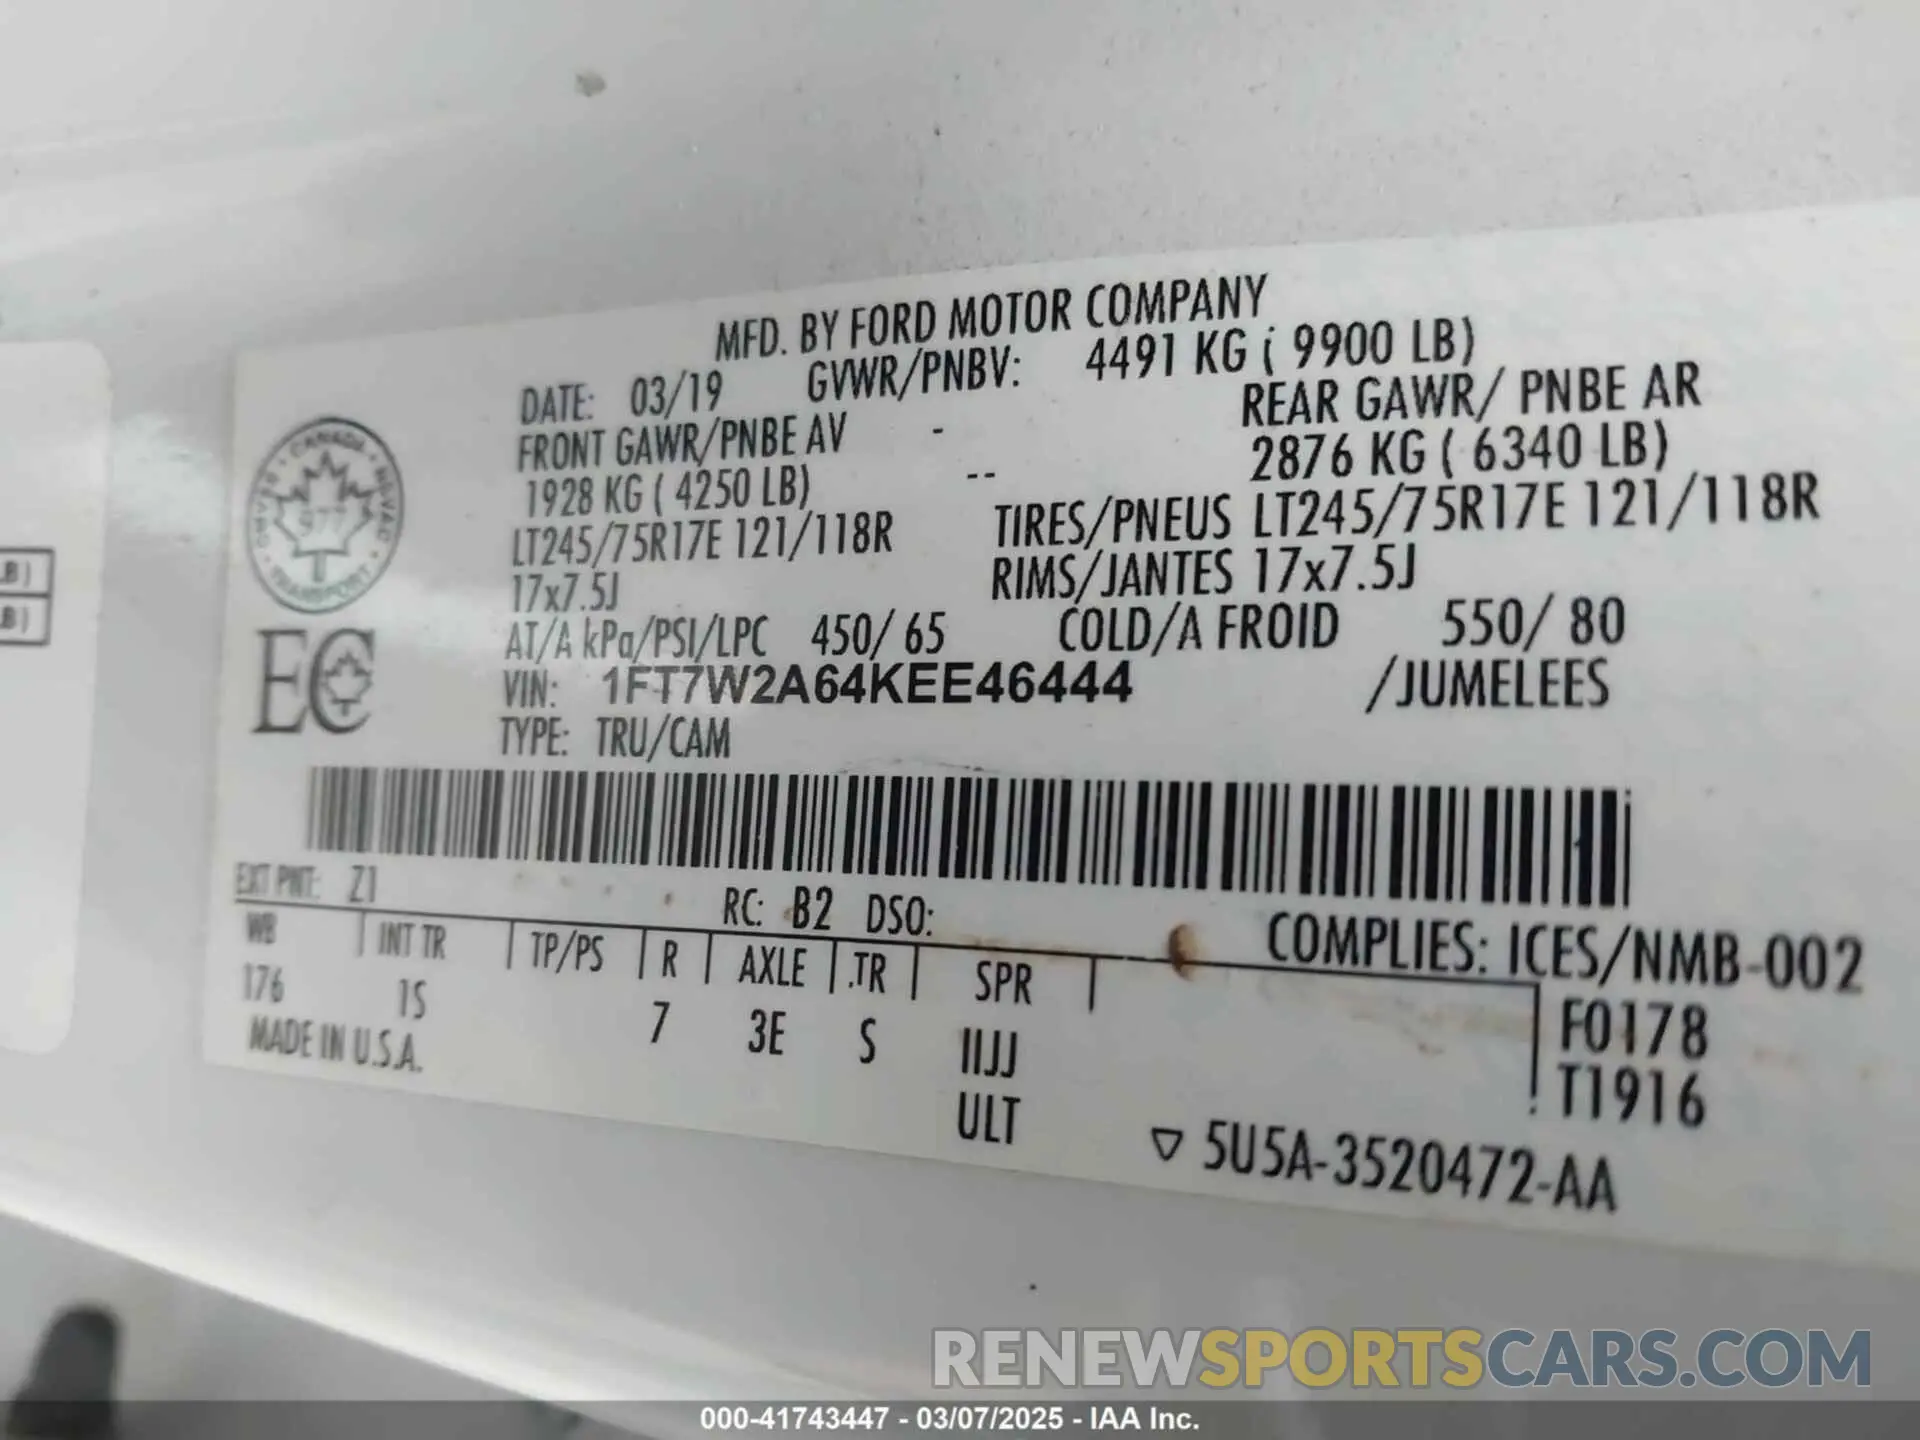 MFD. BY FORD MOTOR COMPANY
DATE: 03/19 GVWR/PNBV: 4491 KG ( 9900 LB)
FRONT GAWR/PNBE AV - REAR GAWR/ PNBE AR
1928 KG ( 4250 LB) -- 2876 KG ( 6340 LB)
LT245/75R17E 121/118R TIRES/PNEUS LT245/75R17E 121/118R
17x7.5J RIMS/JANTES 17x7.5J
AT/A kPa/PSI/LPC 450/ 65 COLD/A FROID 550/ 80
VIN: 1FT7W2A64KEE46444 /JUMELEES
TYPE: TRU/CAM
CANADA
TRANSPORT
EC
B)
B)
EXT PNT: Z1 RC: B2 DSO:
COMPLIES: ICES/NMB-002
WB INT TR TP/PS R AXLE .TR SPR
176 1S 7 3E S IIJJ
F0178
T1916
MADE IN U.S.A.
ULT
▽ 5U5A-3520472-AA
RENEWSPORTSCARS.COM
000-41743447 - 03/07/2025 - IAA Inc.